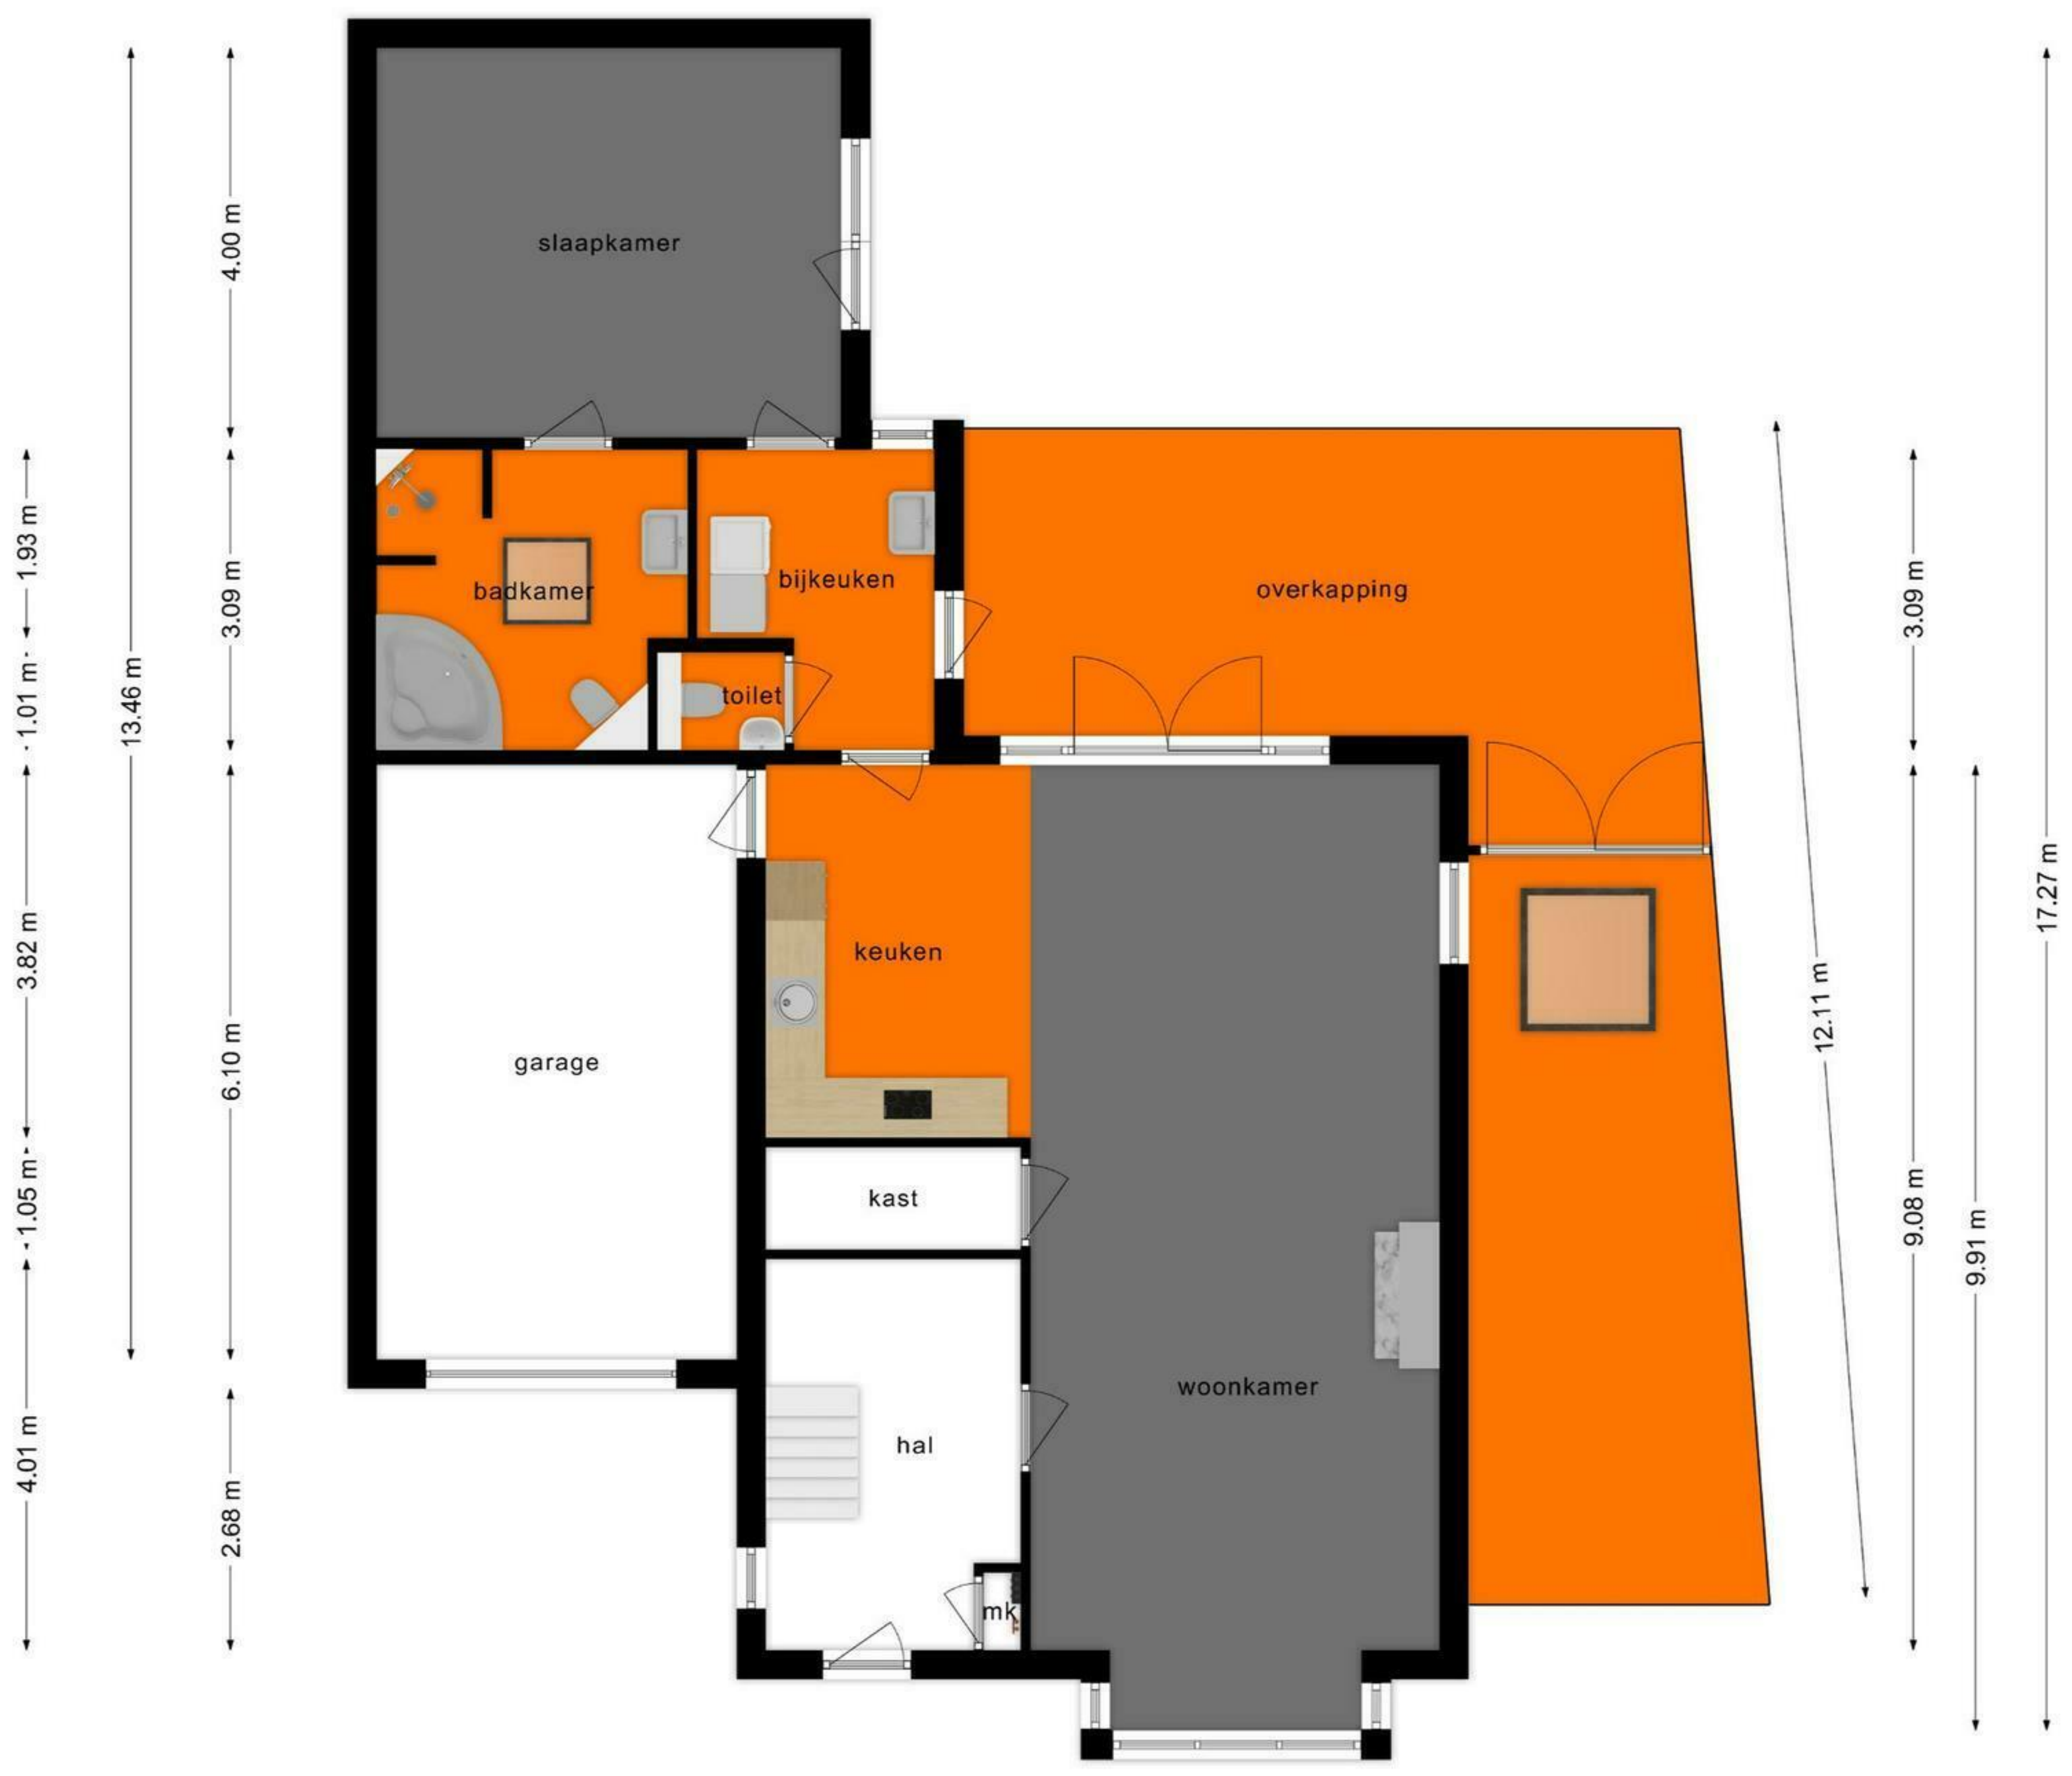 slaapkamer
4.00 m
1.93 m
3.09 m
badkamer
bijkeuken
overkapping
3.09 m
1.01 m
13.46 m
toilet
17.27 m
3.82 m
keuken
12.11 m
6.10 m
garage
1.05 m
kast
9.08 m
9.91 m
woonkamer
4.01 m
hal
2.68 m
mk